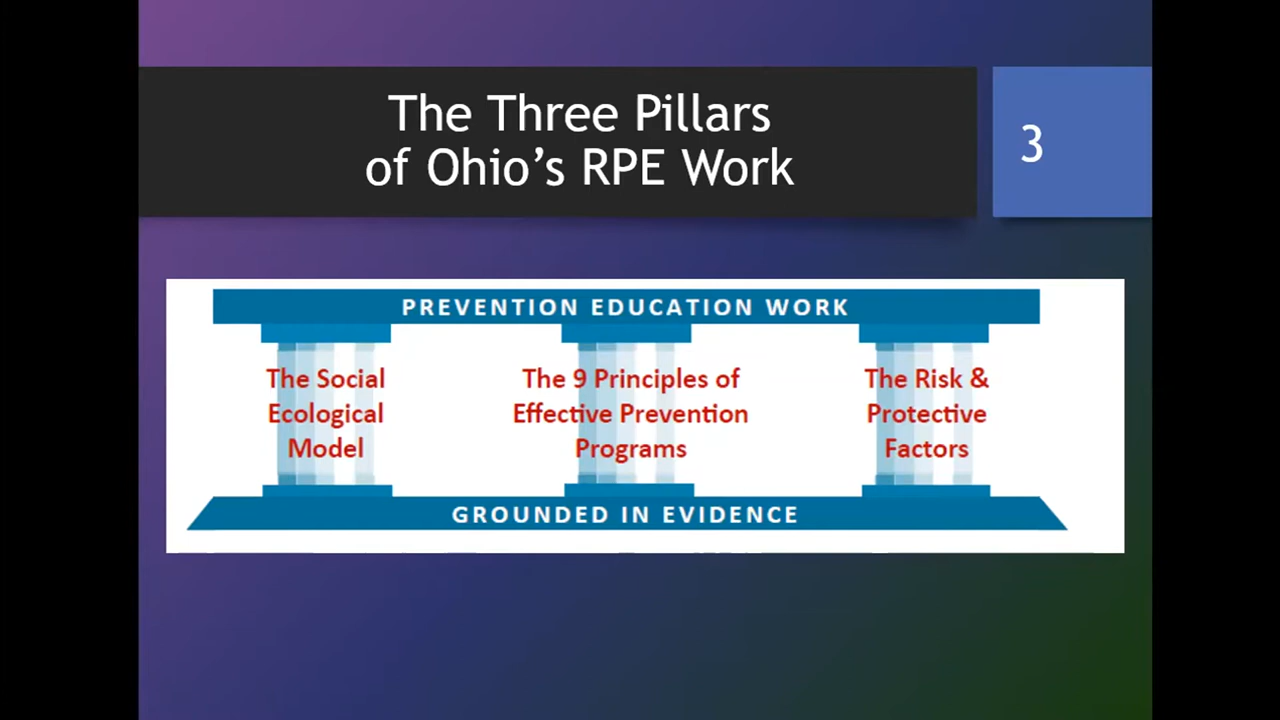 The Three Pillars
of Ohio’s RPE Work
3
PREVENTION EDUCATION WORK
The Social
Ecological
Model
The 9 Principles of
Effective Prevention
Programs
The Risk &
Protective
Factors
GROUNDED IN EVIDENCE